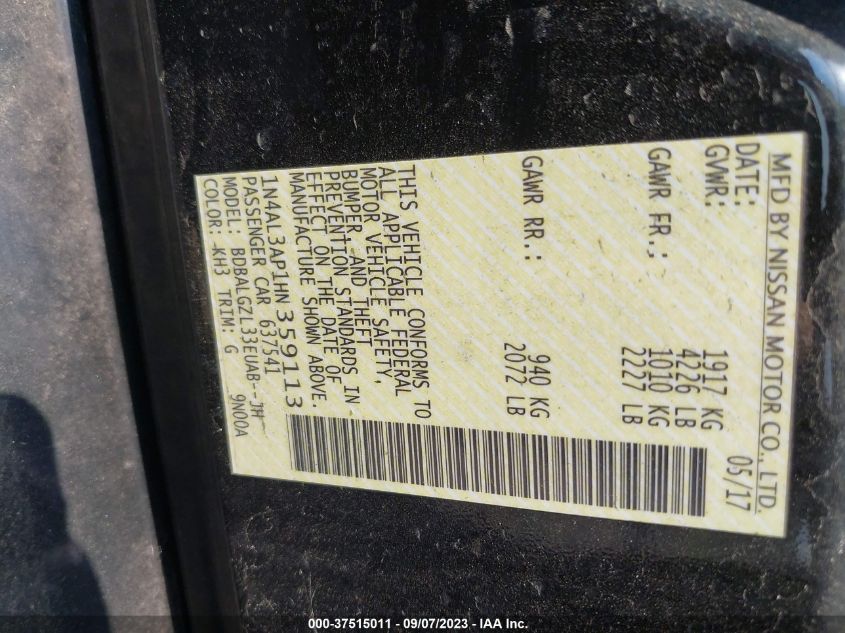 MFD BY NISSAN MOTOR CO., LTD.
DATE: 05/17
GVWR: 1917 KG
4226 LB
GAWR FR.: 1010 KG
2227 LB
GAWR RR.: 940 KG
2072 LB
THIS VEHICLE CONFORMS TO
ALL APPLICABLE FEDERAL
MOTOR VEHICLE SAFETY,
BUMPER, AND THEFT
PREVENTION STANDARDS IN
EFFECT ON THE DATE OF
MANUFACTURE SHOWN ABOVE.
1N4AL3AP1HN359113
PASSENGER CAR 637541
MODEL: BDBALGZL33EUAB--JH
COLOR: KH3 TRIM: G 9N00A
000-37515011 - 09/07/2023 - IAA Inc.